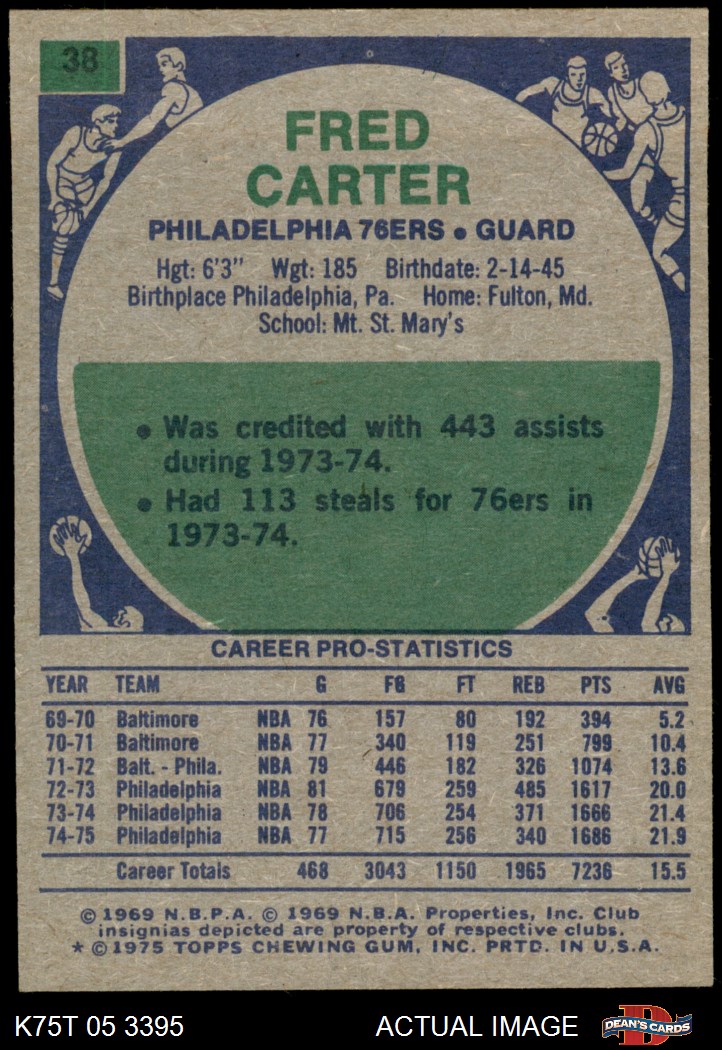 38
FRED
CARTER
PHILADELPHIA 76ERS • GUARD
Hgt: 6'3" Wgt: 185 Birthdate: 2-14-45
Birthplace Philadelphia, Pa. Home: Fulton, Md.
School: Mt. St. Mary's
• Was credited with 443 assists
during 1973-74.
• Had 113 steals for 76ers in
1973-74.
CAREER PRO-STATISTICS
YEAR TEAM G FG FT REB PTS AVG
69-70 Baltimore NBA 76 157 80 192 394 5.2
70-71 Baltimore NBA 77 340 119 251 799 10.4
71-72 Balt. - Phila. NBA 79 446 182 326 1074 13.6
72-73 Philadelphia NBA 81 679 259 485 1617 20.0
73-74 Philadelphia NBA 78 706 254 371 1666 21.4
74-75 Philadelphia NBA 77 715 256 340 1686 21.9
Career Totals 468 3043 1150 1965 7236 15.5
© 1969 N.B.P.A. © 1969 N.B.A. Properties, Inc. Club
insignias depicted are property of respective clubs.
* © 1975 TOPPS CHEWING GUM, INC. PRTD. IN U.S.A.
K75T 05 3395 ACTUAL IMAGE DEAN'S CARDS